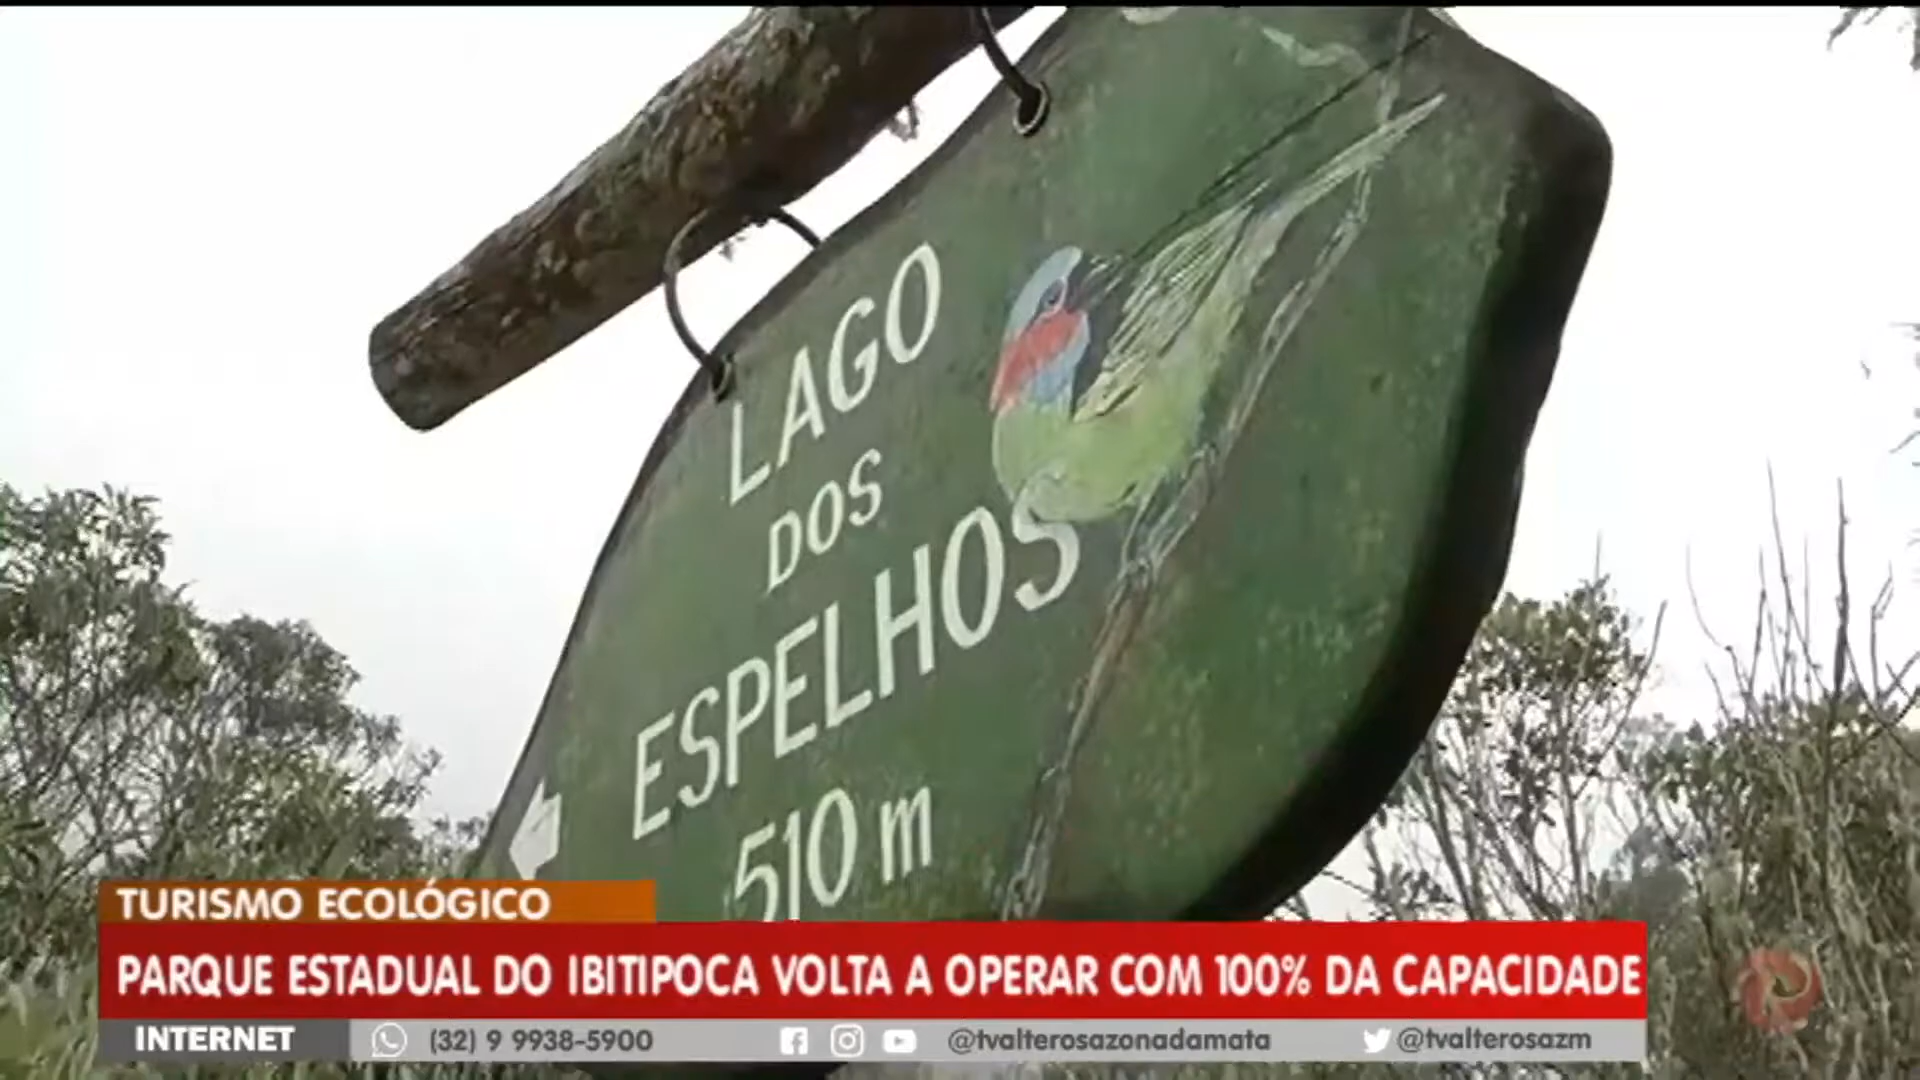 LAGO
DOS
ESPELHOS
510 m
TURISMO ECOLÓGICO
PARQUE ESTADUAL DO IBITIPOCA VOLTA A OPERAR COM 100% DA CAPACIDADE
INTERNET (32) 9 9938-5900 @tvalterosazonadamata @tvalterosazm